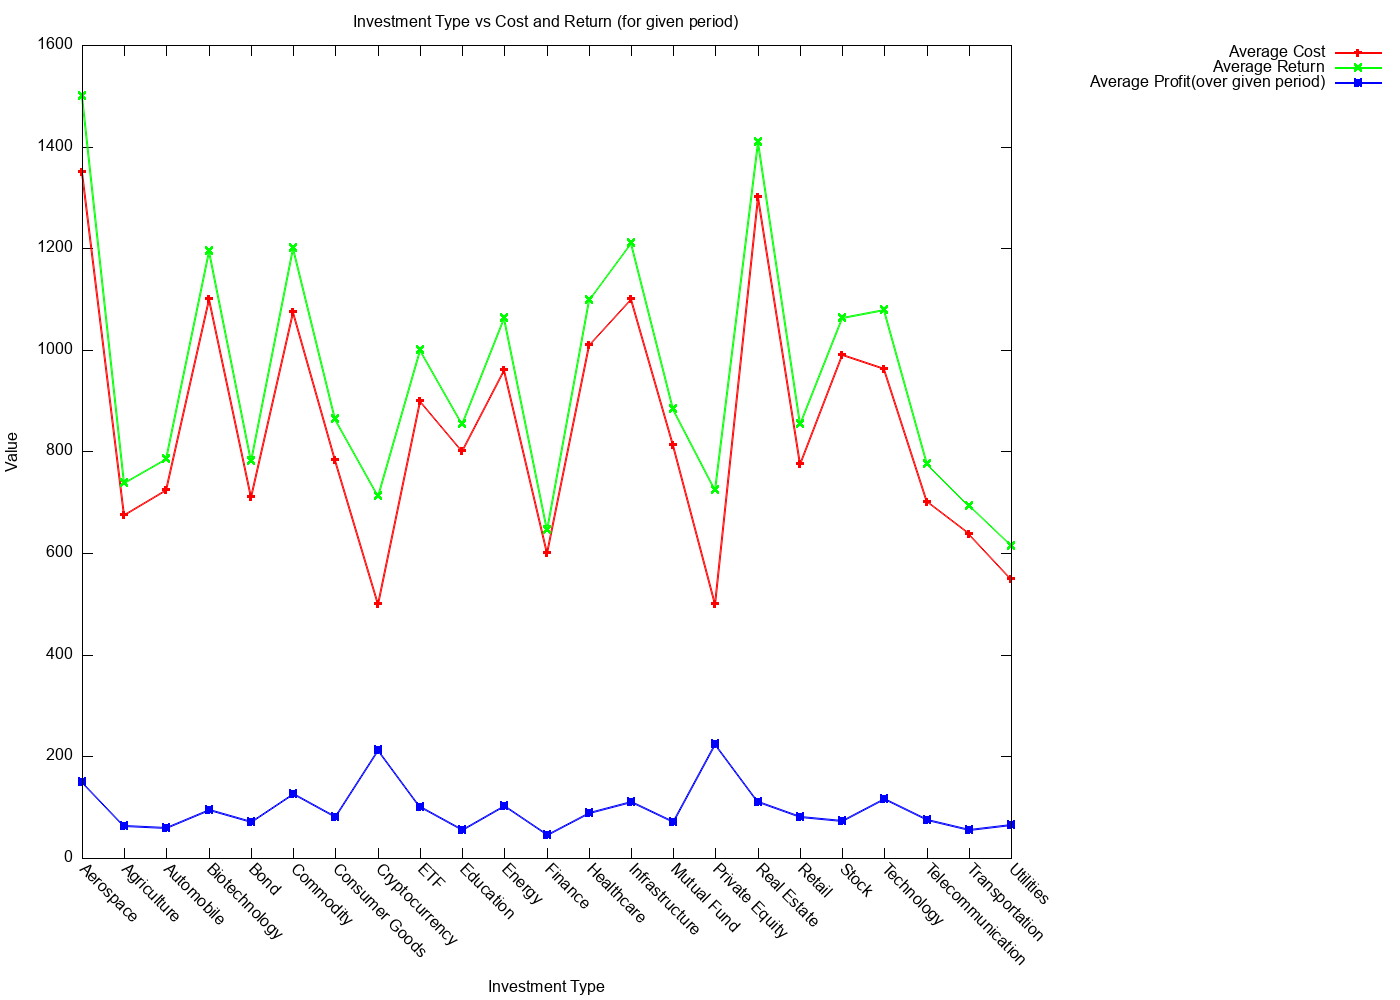 Investment Type vs Cost and Return (for given period)
Average Cost
Average Return
Average Profit(over given period)
1600
1400
1200
1000
800
600
400
200
0
Value
Aerospace
Agriculture
Automobile
Biotechnology
Bond
Commodity
Consumer Goods
Cryptocurrency
ETF
Education
Energy
Finance
Healthcare
Infrastructure
Mutual Fund
Private Equity
Real Estate
Retail
Stock
Technology
Telecommunication
Transportation
Utilities
Investment Type